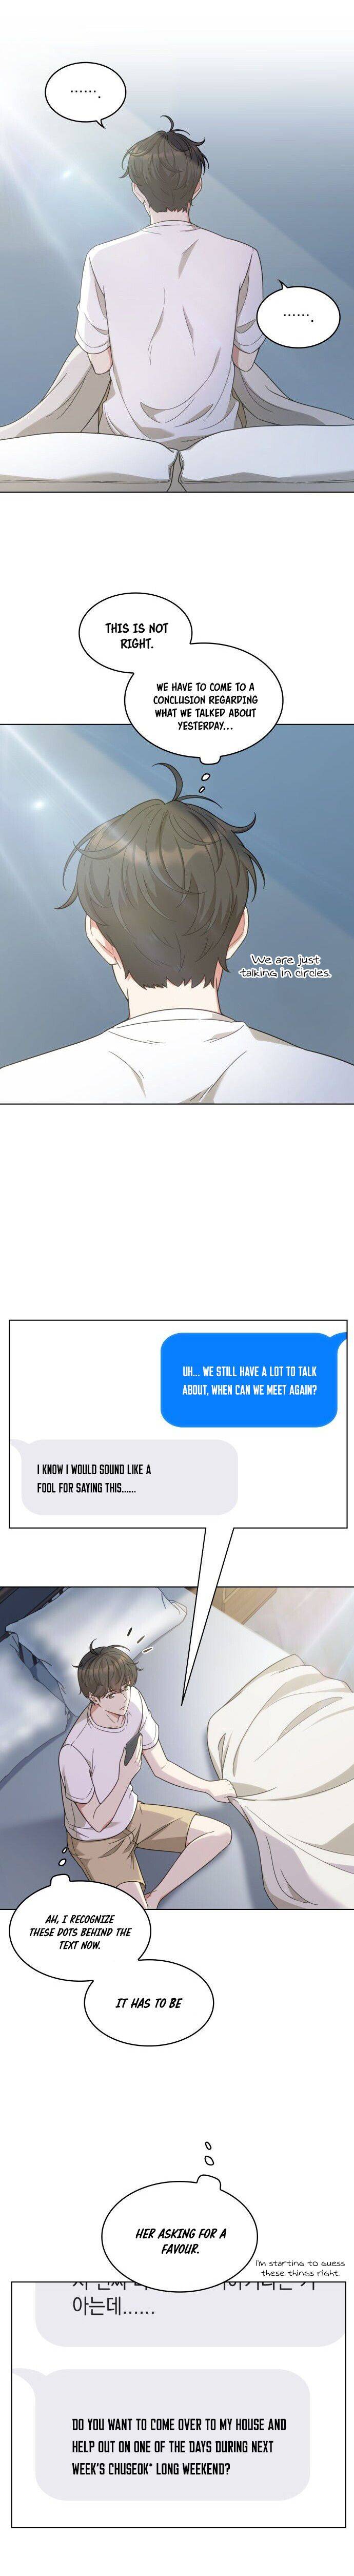 …….
…….
THIS IS NOT
RIGHT.
WE HAVE TO COME TO A
CONCLUSION REGARDING
WHAT WE TALKED ABOUT
YESTERDAY...
We are just
talking in circles.
UH... WE STILL HAVE A LOT TO TALK
ABOUT, WHEN CAN WE MEET AGAIN?
I KNOW I WOULD SOUND LIKE A
FOOL FOR SAYING THIS......
AH, I RECOGNIZE
THESE DOTS BEHIND THE
TEXT NOW.
IT HAS TO BE
HER ASKING FOR A
FAVOUR.
I'm starting to guess
these things right.
아는데......
DO YOU WANT TO COME OVER TO MY HOUSE AND
HELP OUT ON ONE OF THE DAYS DURING NEXT
WEEK'S CHUSEOK* LONG WEEKEND?